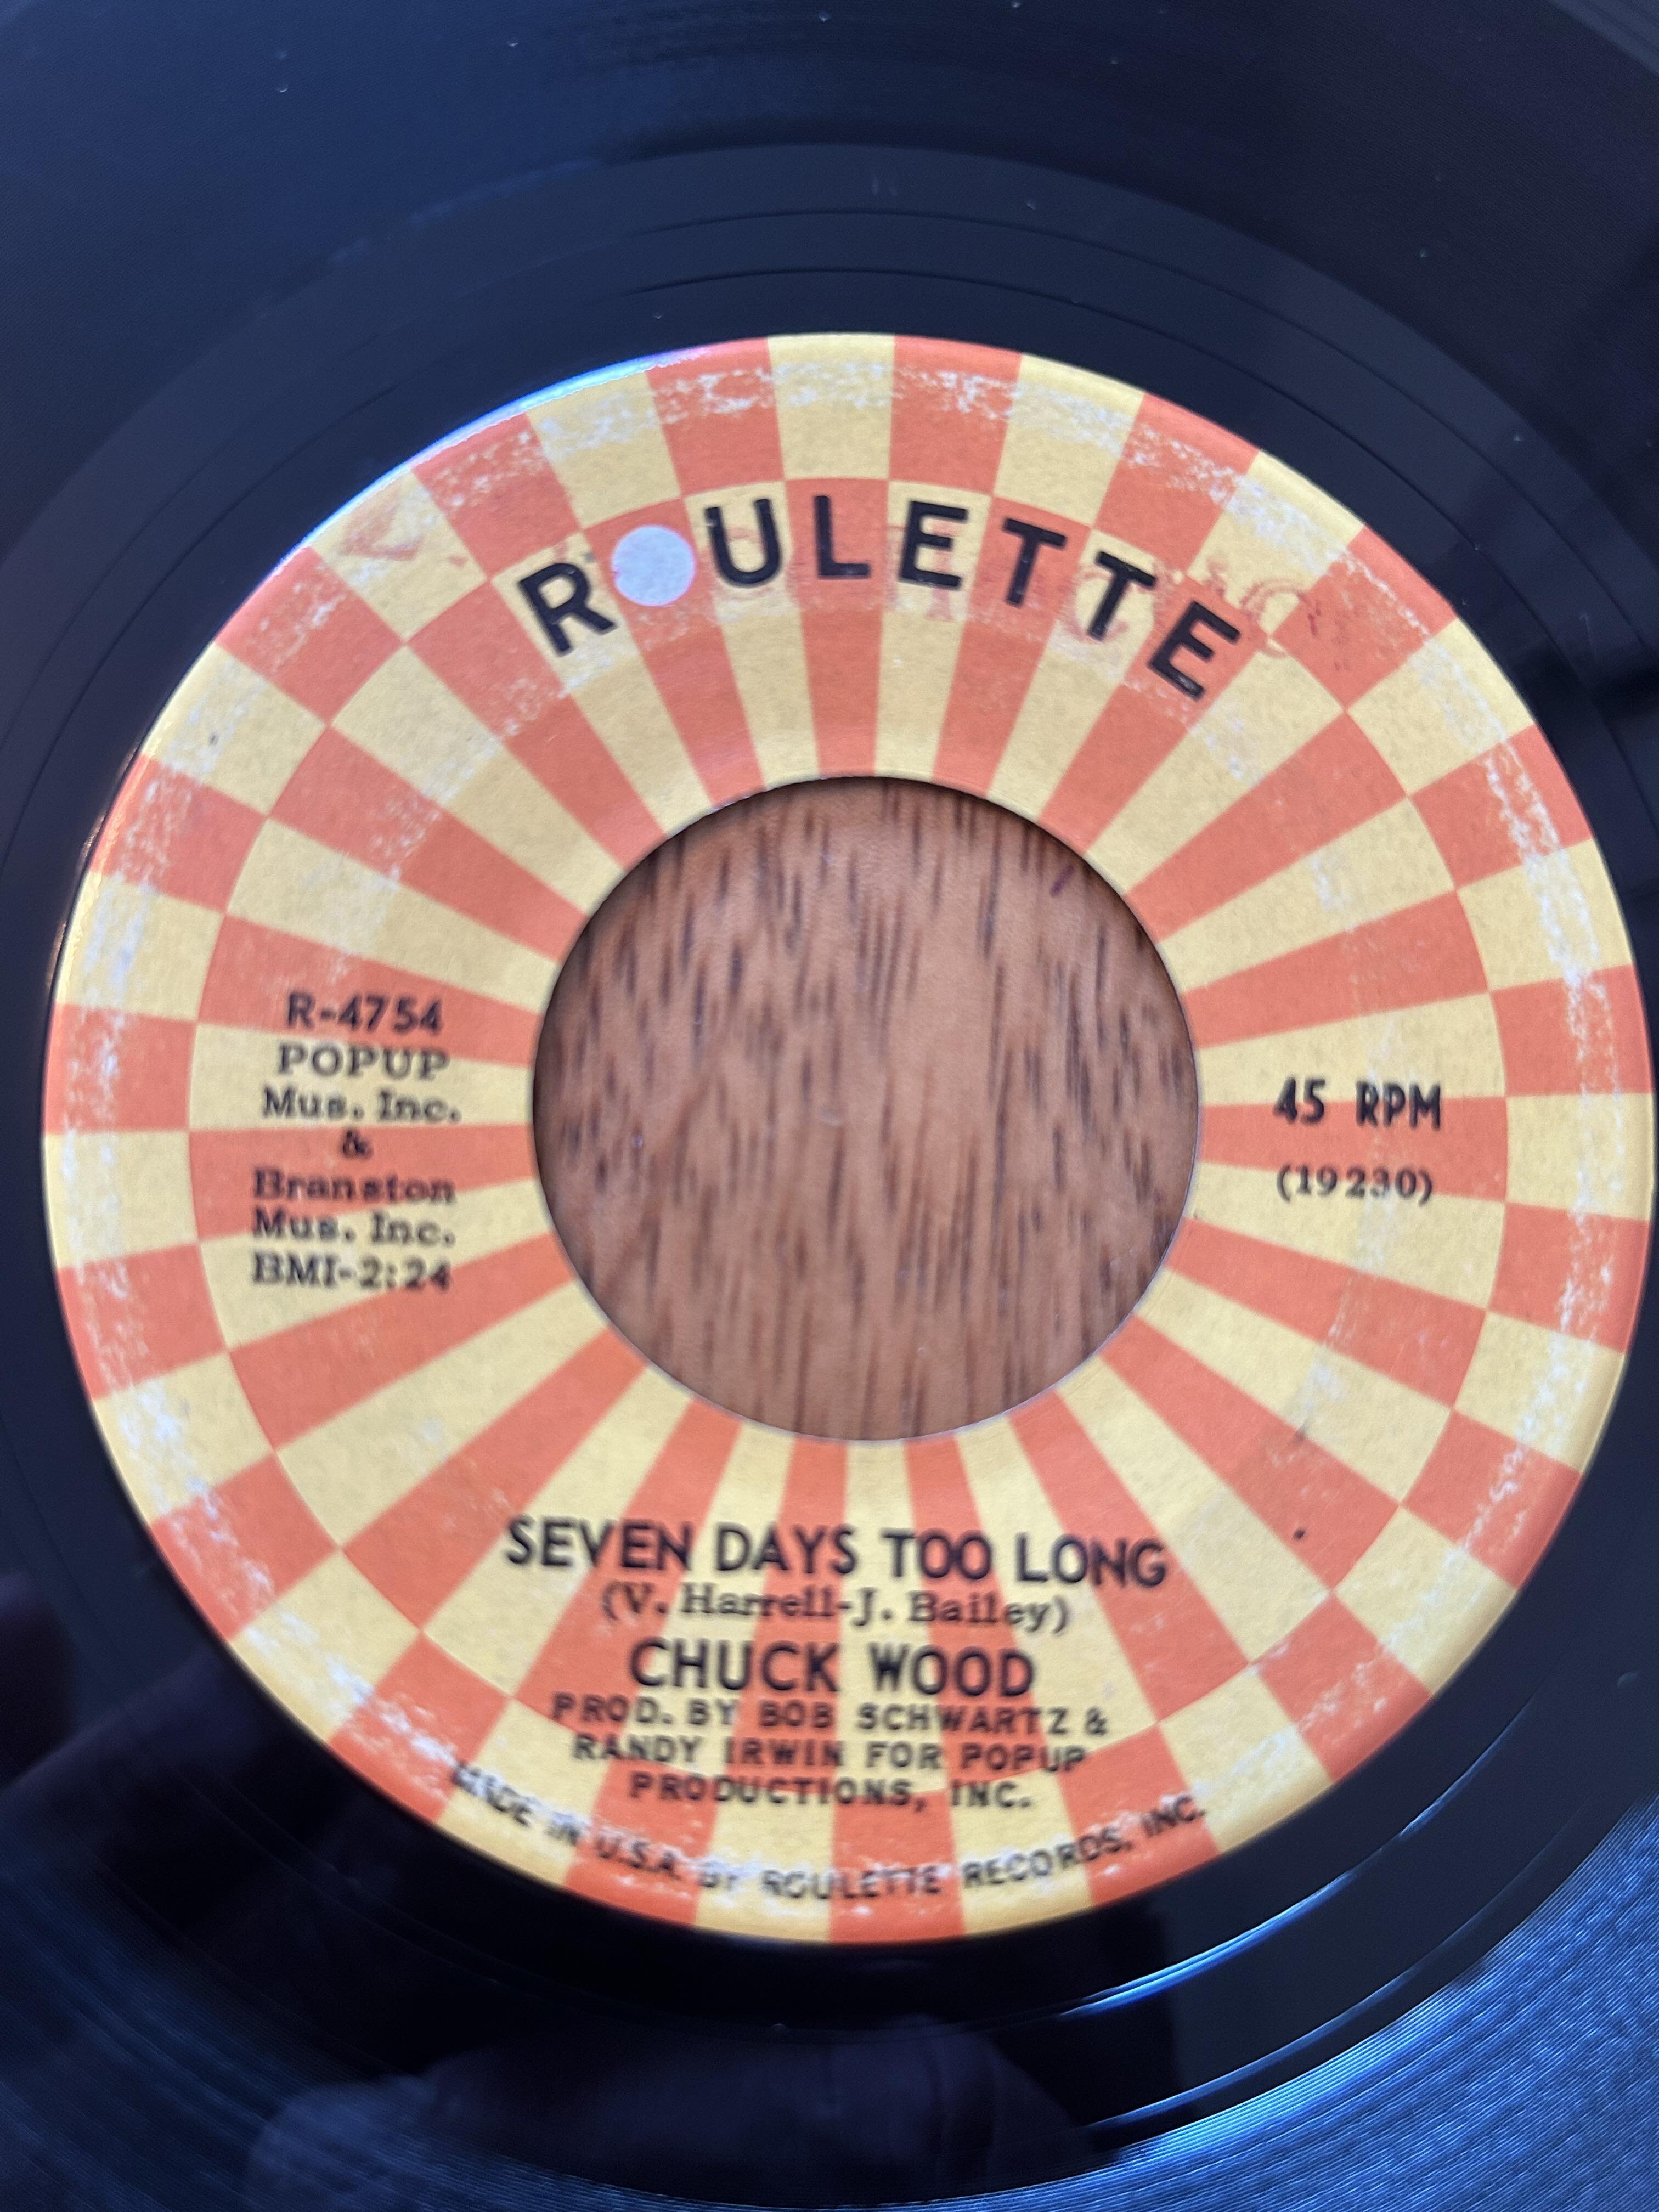 ROULETTE
R-4754
POPUP
Mus. Inc.
&
Branston
Mus. Inc.
BMI-2:24
45 RPM
(19230)
SEVEN DAYS TOO LONG
(V. Harrell-J. Bailey)
CHUCK WOOD
PROD. BY BOB SCHWARTZ &
RANDY IRWIN FOR POPUP
PRODUCTIONS, INC.
MADE IN U.S.A. BY ROULETTE RECORDS, INC.